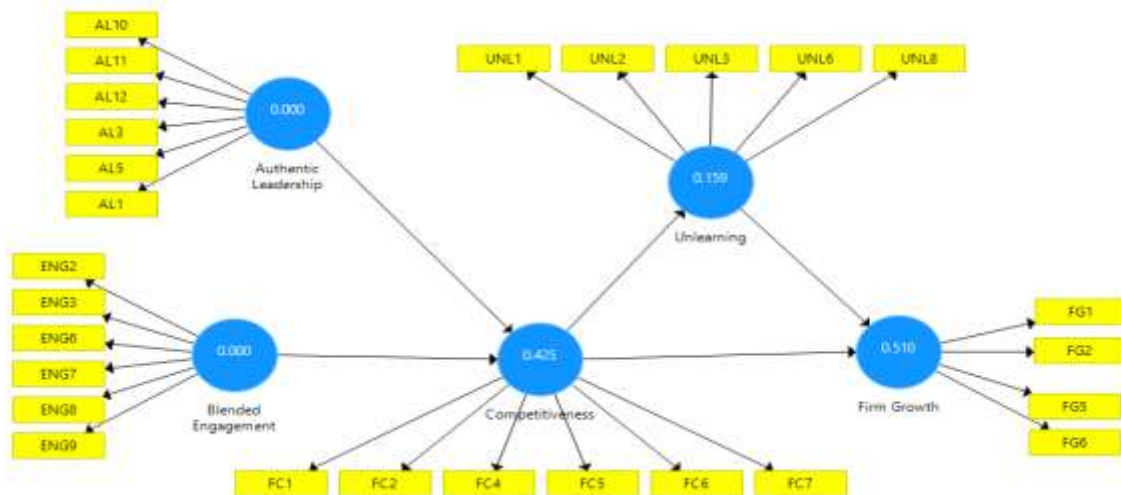 AL10
AL11
AL12
AL3
AL5
AL1
0.000
Authentic
Leadership
UNL1
UNL2
UNL3
UNL6
UNL8
0.159
Unlearning
ENG2
ENG3
ENG6
ENG7
ENG8
ENG9
0.000
Blended
Engagement
0.425
Competitiveness
FC1
FC2
FC4
FC5
FC6
FC7
0.510
Firm Growth
FG1
FG2
FG5
FG6